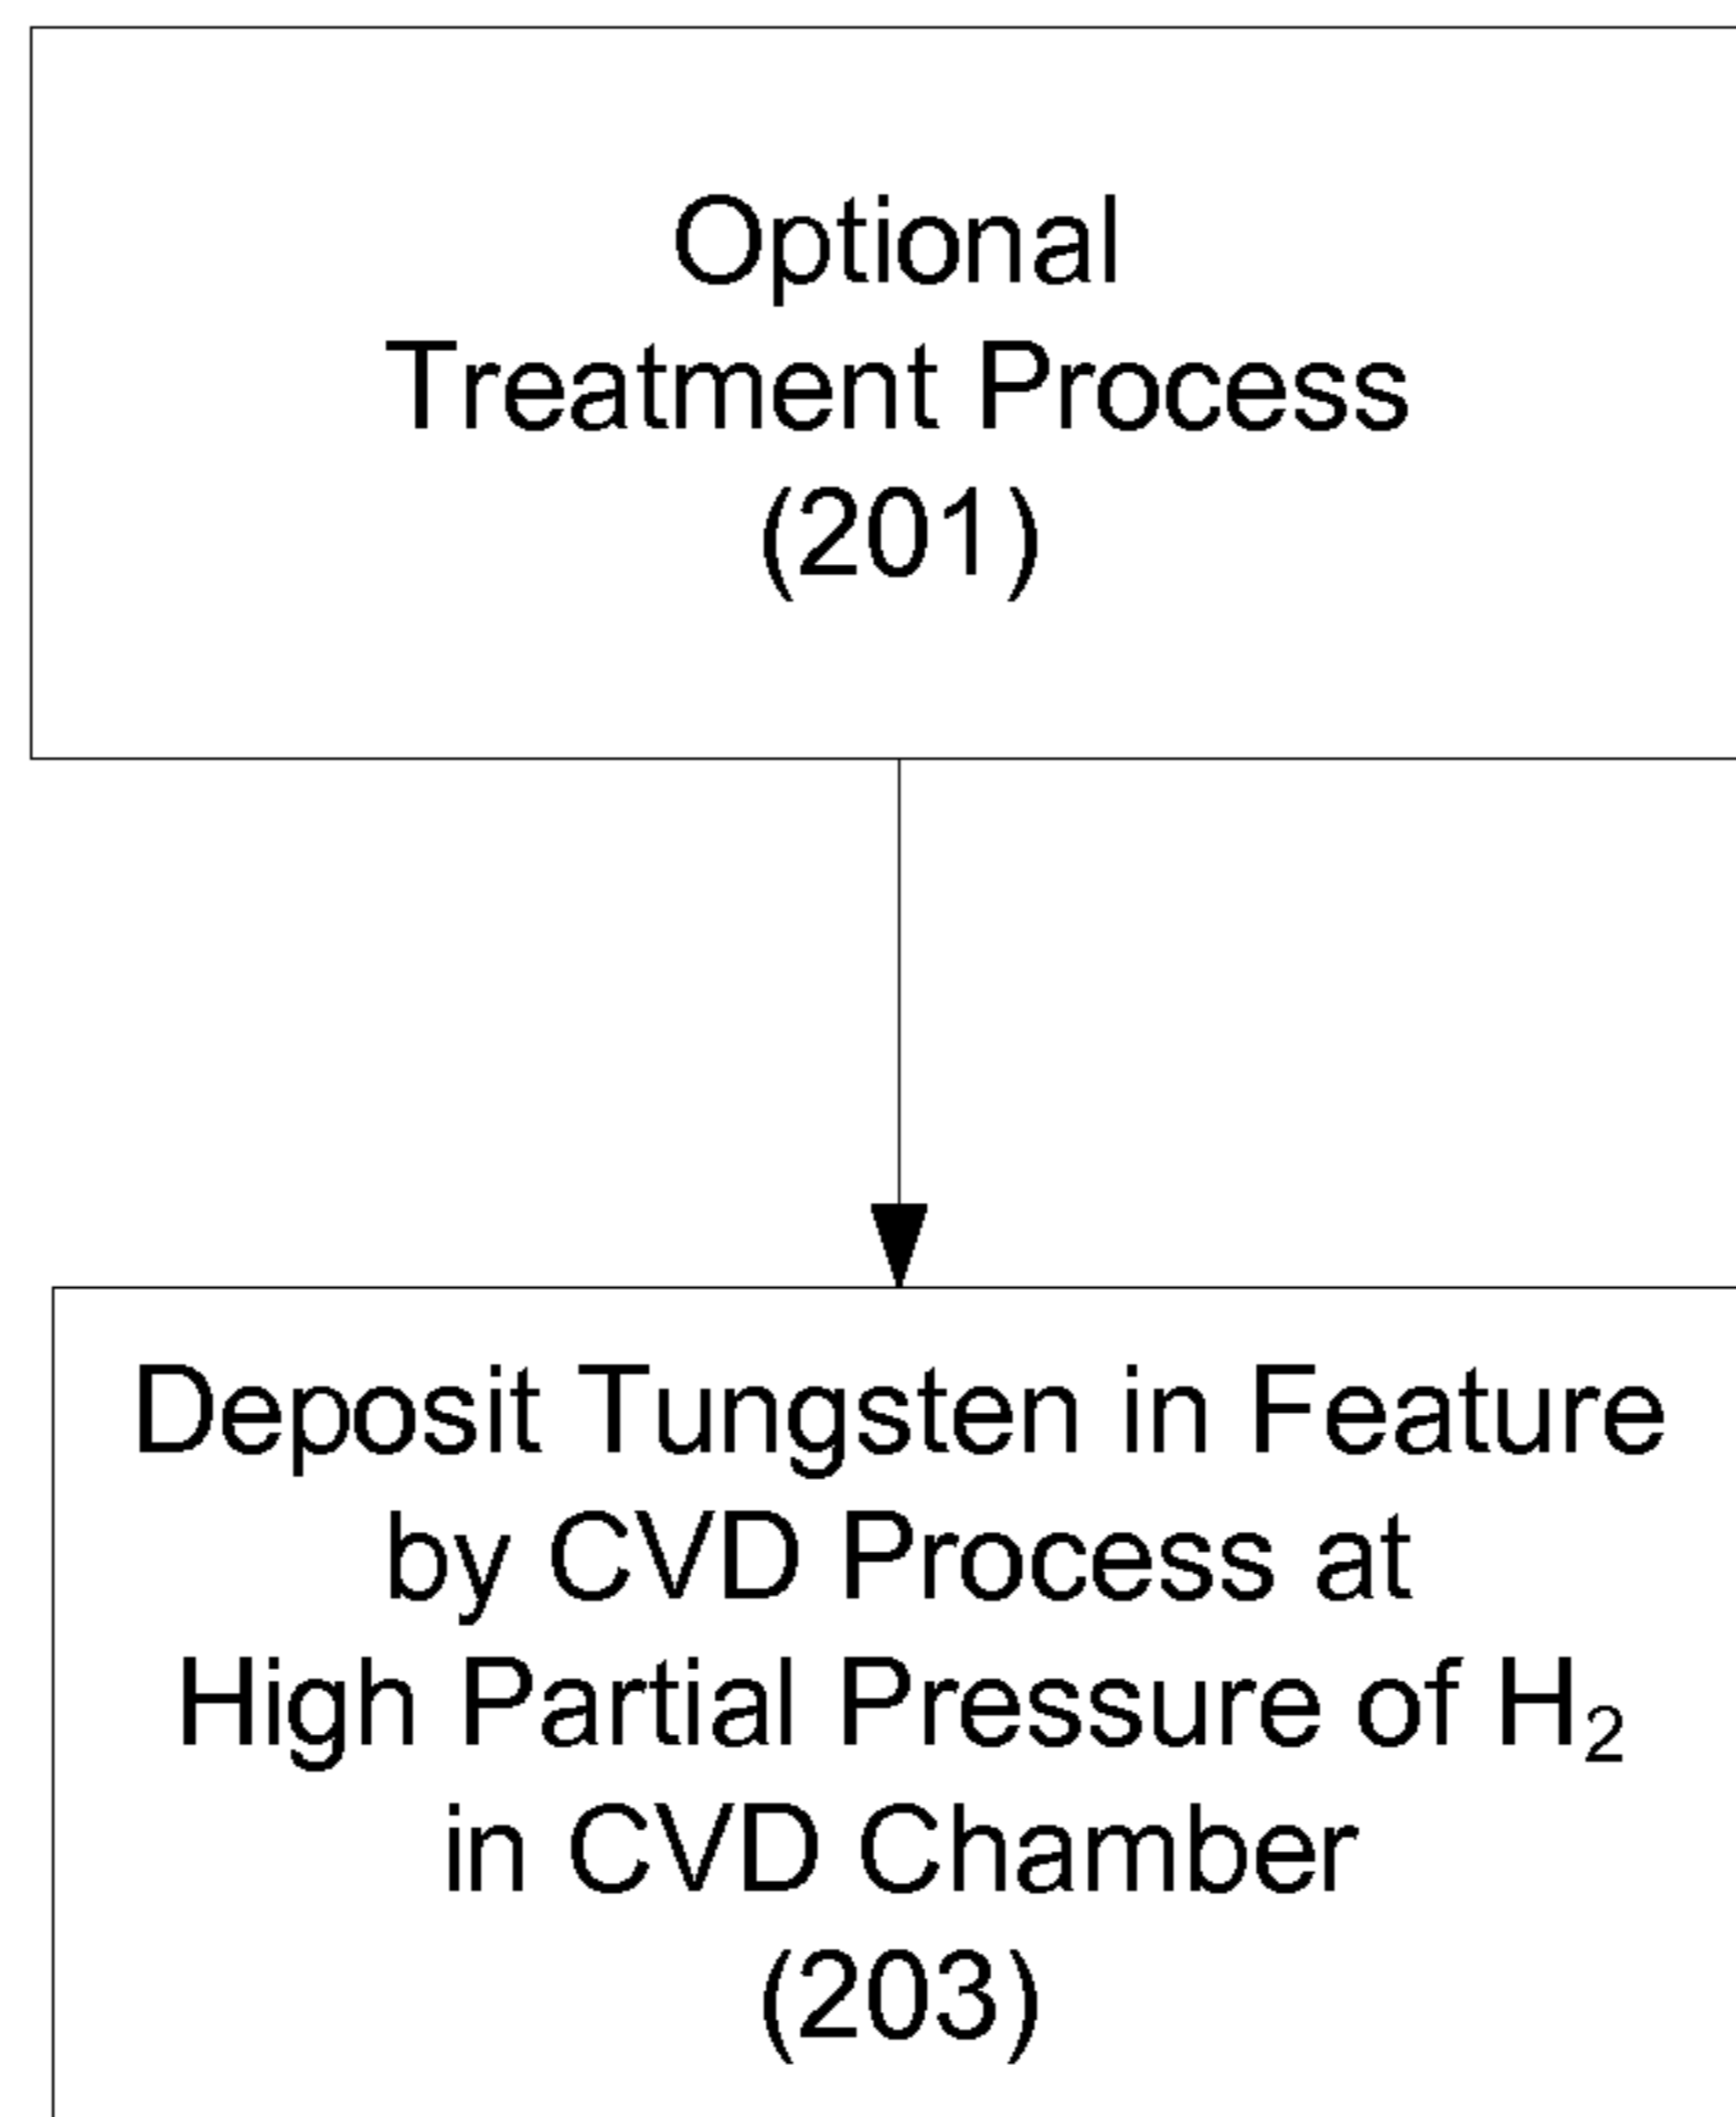 Optional
Treatment Process
(201)
Deposit Tungsten in Feature
by CVD Process at
High Partial Pressure of H₂
in CVD Chamber
(203)